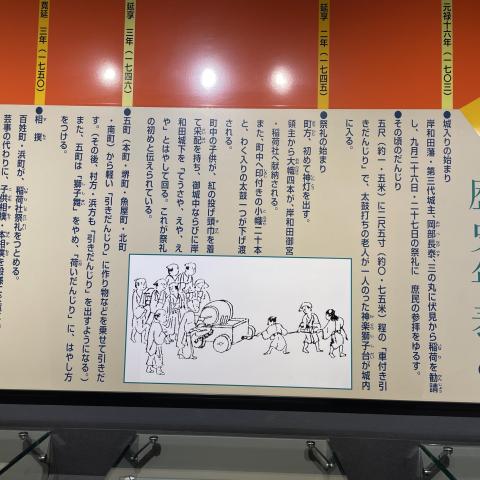 歴史年表
元禄十六年(一七〇三)
●城入りの始まり
岸和田藩・第三代城主、岡部長泰、三の丸に伏見から稲荷を勧請
し、九月二十六日・二十七日の祭礼に 庶民の参拝をゆるす。
●その頃のだんじり
五尺(約一・五米)に二尺五寸(約〇・七五米)程の「車付き引
きだんじり」で、太鼓打ちの老人が一人のった神楽獅子台が城内
に入る。
延享 二年(一七四五)
●祭礼の始まり
町方、初めて神灯を出す。
領主から大幟四本が、岸和田御宮
・稲荷社へ献納される。
また、町中へ印付きの小幟二十本
と、わく入りの太鼓一つが下げ渡
される。
町中の子供が、紅の投げ頭巾を着
て采配を持ち、御城中ならびに岸
和田城下を「てうさや、えや、え
や」とはやして回る。これが祭礼
の初めと伝えられている。
延享 三年(一七四六)
●五町(本町・堺町・魚屋町・北町
・南町)から軽い「引きだんじり」に作り物などを乗せて引きだ
す。(その後、村方・浜方も「引きだんじり」を出すようになる。)
また、五町は「獅子舞」をやめ、「荷いだんじり」に、はやし方
をつける。
寛延 三年(一七五〇)
●相撲
百姓町・浜町が、稲荷社祭礼をつとめる。
芸事の代わりに、子供相撲・本相撲を